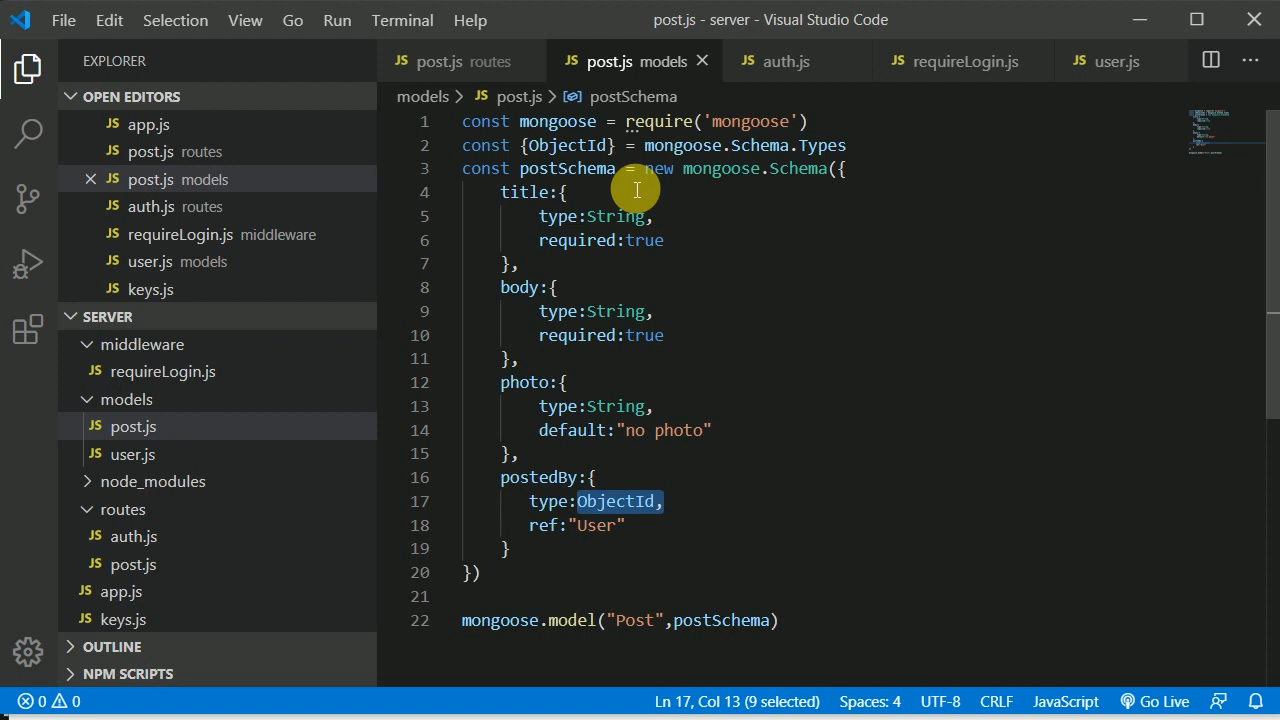 File Edit Selection View Go Run Terminal Help post.js - server - Visual Studio Code
EXPLORER
OPEN EDITORS
JS app.js
JS post.js routes
JS post.js models
JS auth.js routes
JS requireLogin.js middleware
JS user.js models
JS keys.js
SERVER
middleware
JS requireLogin.js
models
JS post.js
JS user.js
node_modules
routes
JS auth.js
JS post.js
JS app.js
JS keys.js
OUTLINE
NPM SCRIPTS
JS post.js routes JS post.js models JS auth.js JS requireLogin.js JS user.js
models > JS post.js > postSchema
1 const mongoose = require('mongoose')
2 const {ObjectId} = mongoose.Schema.Types
3 const postSchema = new mongoose.Schema({
4 title:{
5 type:String,
6 required:true
7 },
8 body:{
9 type:String,
10 required:true
11 },
12 photo:{
13 type:String,
14 default:"no photo"
15 },
16 postedBy:{
17 type:ObjectId,
18 ref:"User"
19 }
20 })
21
22 mongoose.model("Post",postSchema)
0 0 Ln 17, Col 13 (9 selected) Spaces: 4 UTF-8 CRLF JavaScript Go Live